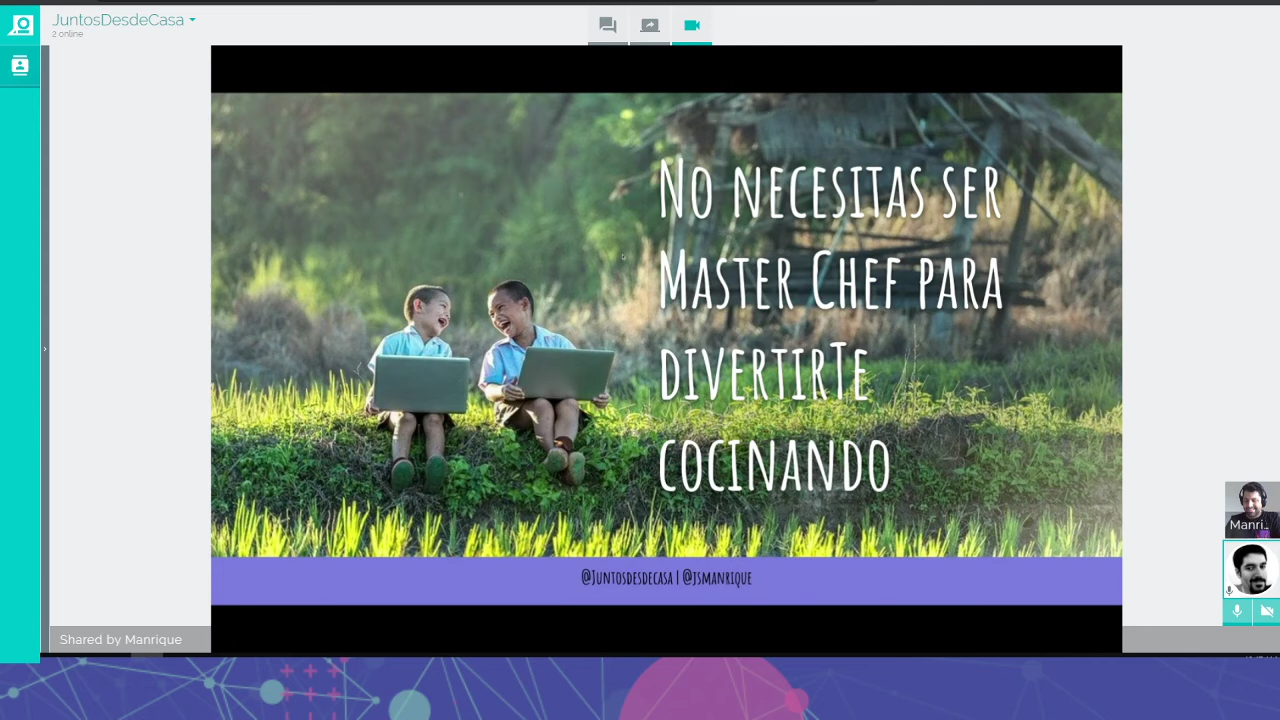 JuntosDesdeCasa
2 online
No necesitas ser
Master Chef para
divertirTe
cocinando
@Juntosdesdecasa | @jsmanrique
Manri...
Shared by Manrique